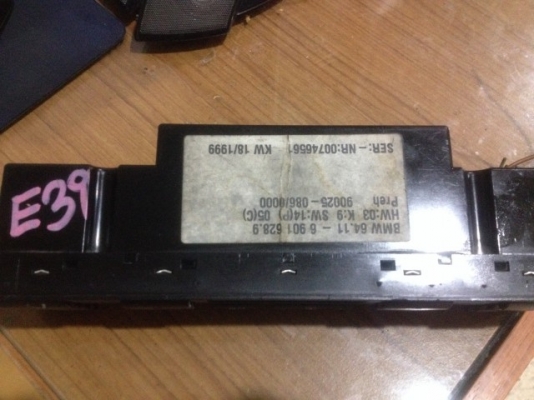 E39
BMW 64.11 - 6 901 628.9
HW:03 K:9 SW:14(P) 05(C)
Preh 90025-086/0000
SER:-NR:00746561 KW 18/1999